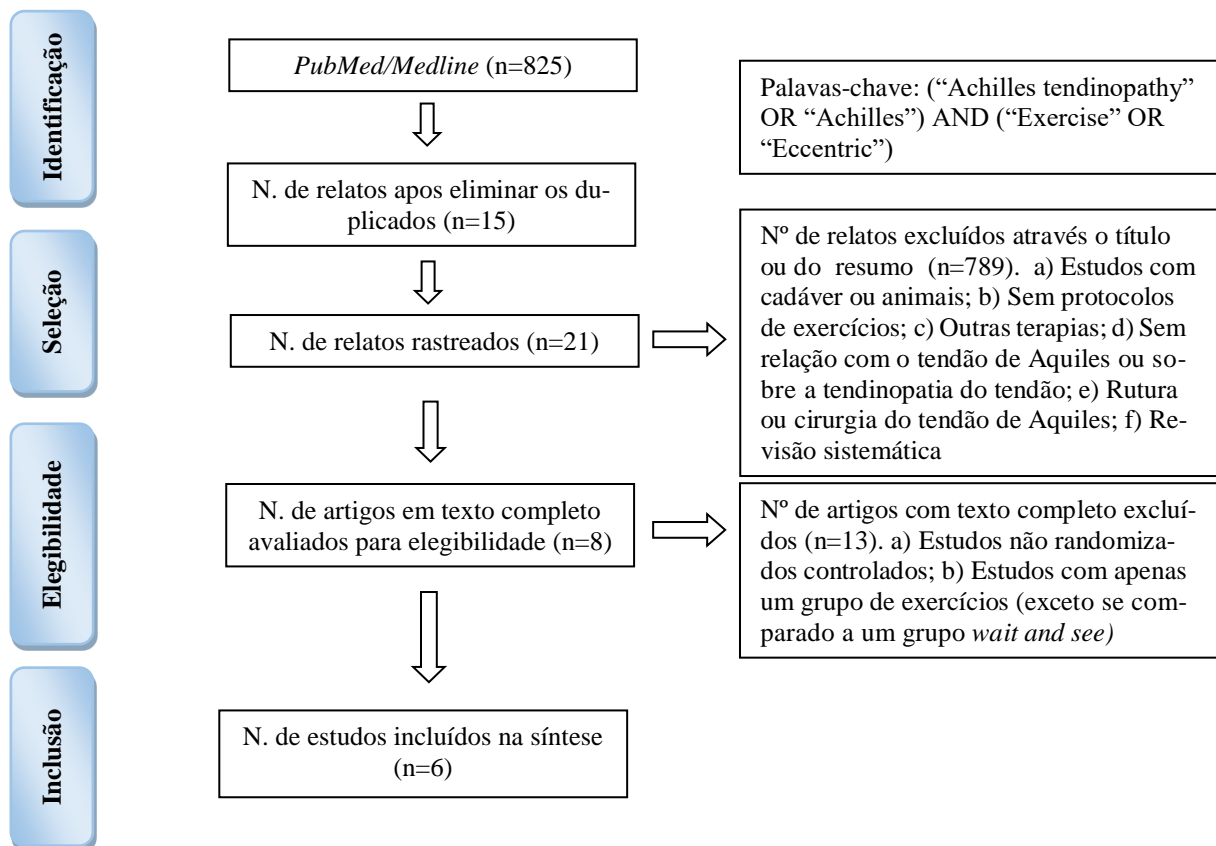 Identificação
PubMed/Medline (n=825)
Palavas-chave: (“Achilles tendinopathy”
OR “Achilles”) AND (“Exercise” OR
“Eccentric”)
N. de relatos apos eliminar os du-
plicados (n=15)
Seleção
N. de relatos rastreados (n=21)
Nº de relatos excluídos através o título
ou do resumo (n=789). a) Estudos com
cadáver ou animais; b) Sem protocolos
de exercícios; c) Outras terapias; d) Sem
relação com o tendão de Aquiles ou so-
bre a tendinopatia do tendão; e) Rutura
ou cirurgia do tendão de Aquiles; f) Re-
visão sistemática
Elegibilidade
N. de artigos em texto completo
avaliados para elegibilidade (n=8)
Nº de artigos com texto completo excluí-
dos (n=13). a) Estudos não randomiza-
dos controlados; b) Estudos com apenas
um grupo de exercícios (exceto se com-
parado a um grupo wait and see)
Inclusão
N. de estudos incluídos na síntese
(n=6)